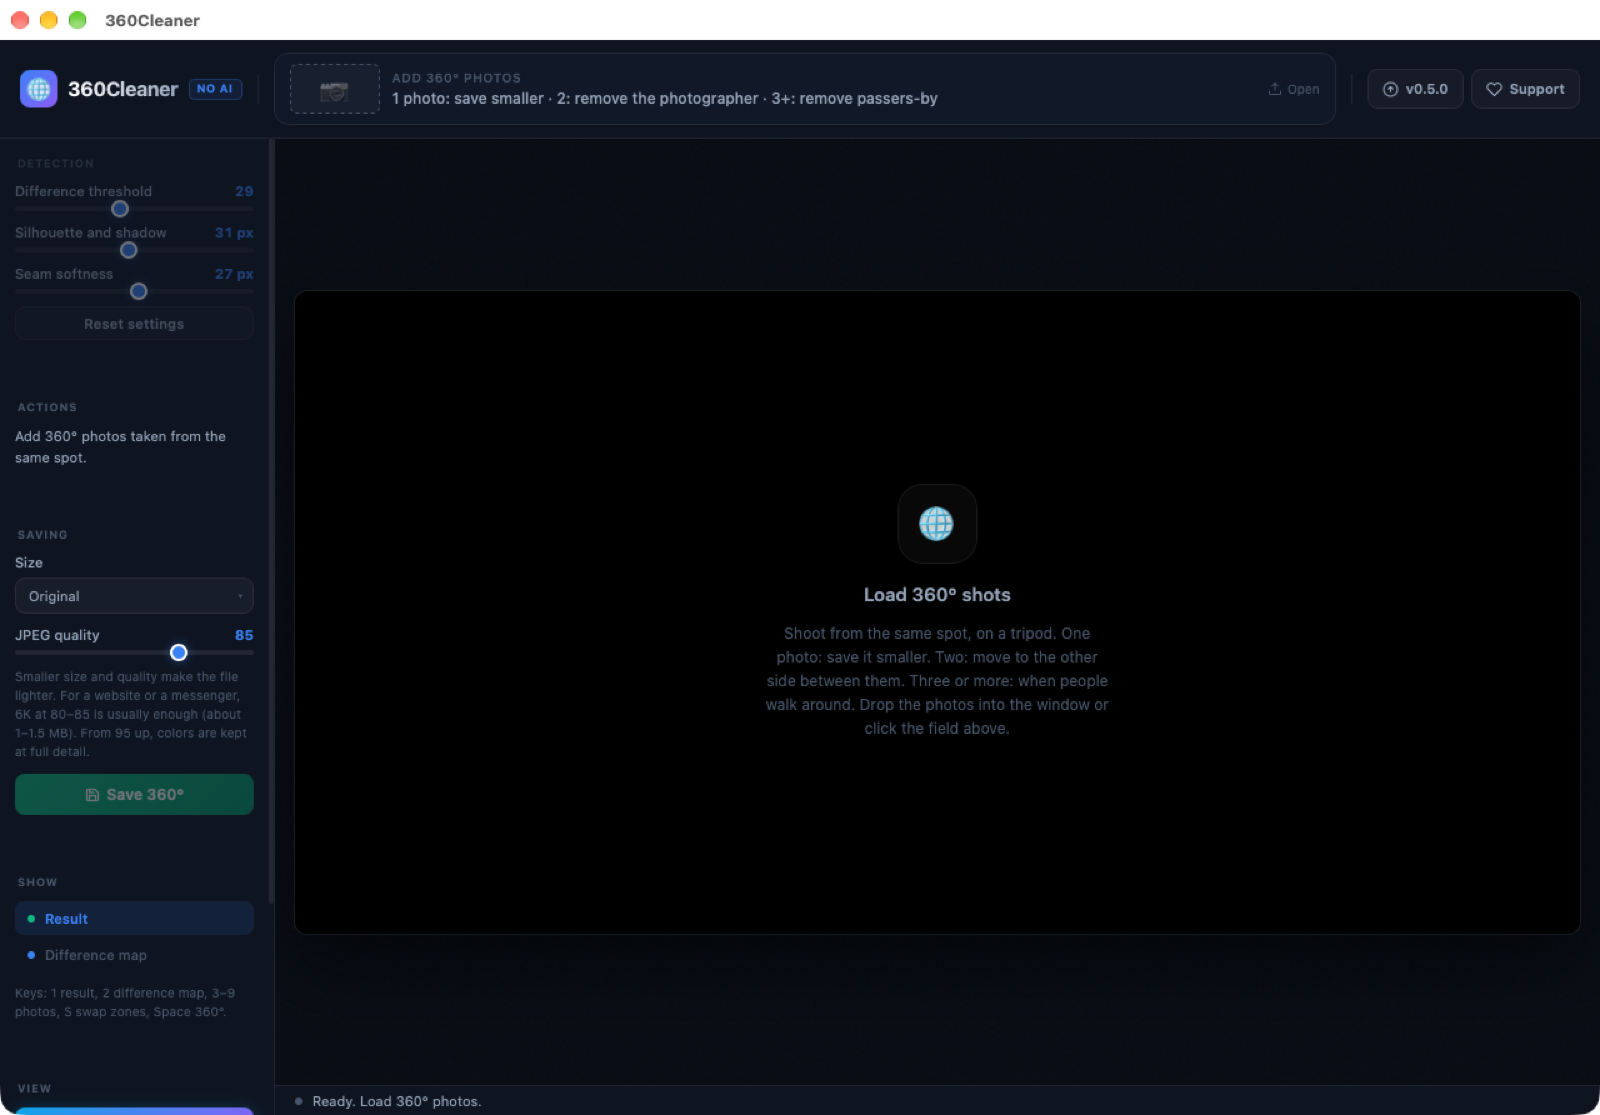 360Cleaner
360Cleaner
NO AI
ADD 360° PHOTOS
1 photo: save smaller · 2: remove the photographer · 3+: remove passers-by
Open
v0.5.0
Support
DETECTION
Difference threshold 29
Silhouette and shadow 31 px
Seam softness 27 px
Reset settings
ACTIONS
Add 360° photos taken from the
same spot.
SAVING
Size
Original
JPEG quality 85
Smaller size and quality make the file
lighter. For a website or a messenger,
6K at 80–85 is usually enough (about
1–1.5 MB). From 95 up, colors are kept
at full detail.
Save 360°
SHOW
Result
Difference map
Keys: 1 result, 2 difference map, 3–9
photos, S swap zones, Space 360°.
VIEW
Load 360° shots
Shoot from the same spot, on a tripod. One
photo: save it smaller. Two: move to the other
side between them. Three or more: when people
walk around. Drop the photos into the window or
click the field above.
Ready. Load 360° photos.